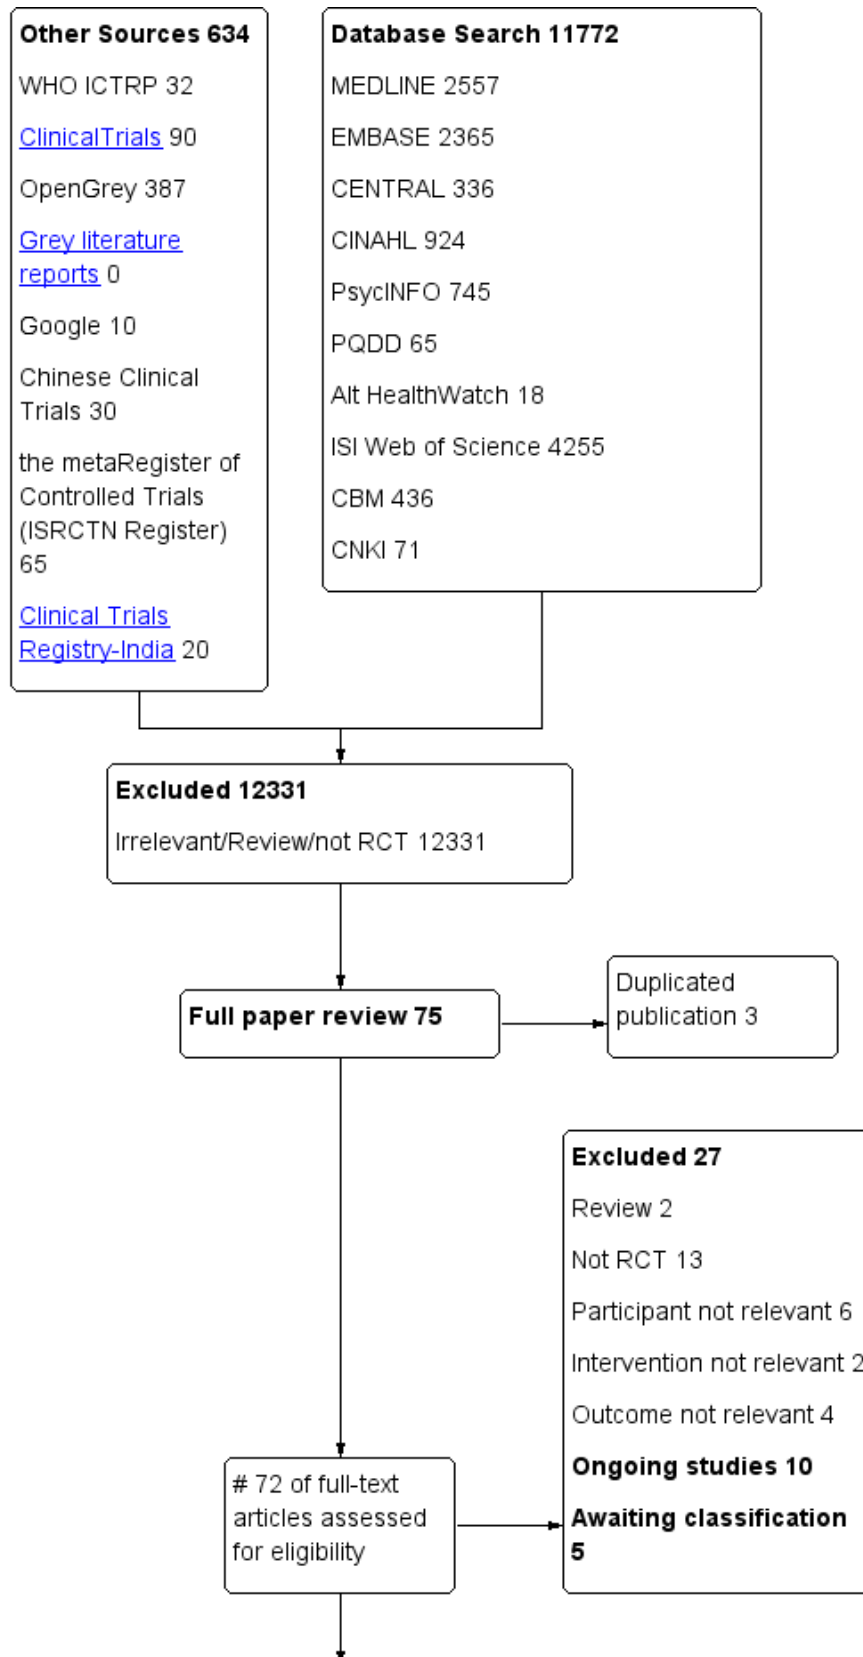 Other Sources 634
WHO ICTRP 32
ClinicalTrials 90
OpenGrey 387
Grey literature
reports 0
Google 10
Chinese Clinical
Trials 30
the metaRegister of
Controlled Trials
(ISRCTN Register)
65
Clinical Trials
Registry-India 20
Database Search 11772
MEDLINE 2557
EMBASE 2365
CENTRAL 336
CINAHL 924
PsycINFO 745
PQDD 65
Alt HealthWatch 18
ISI Web of Science 4255
CBM 436
CNKI 71
Excluded 12331
Irrelevant/Review/not RCT 12331
Full paper review 75
Duplicated
publication 3
Excluded 27
Review 2
Not RCT 13
Participant not relevant 6
Intervention not relevant 2
Outcome not relevant 4
Ongoing studies 10
Awaiting classification
5
# 72 of full-text
articles assessed
for eligibility